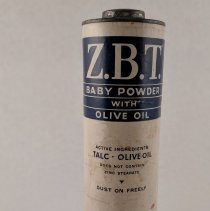 Z.B.T.
BABY POWDER
WITH
OLIVE OIL
ACTIVE INGREDIENTS
TALC - OLIVE OIL
DOES NOT CONTAIN
ZINC STEARATE
DUST ON FREELY